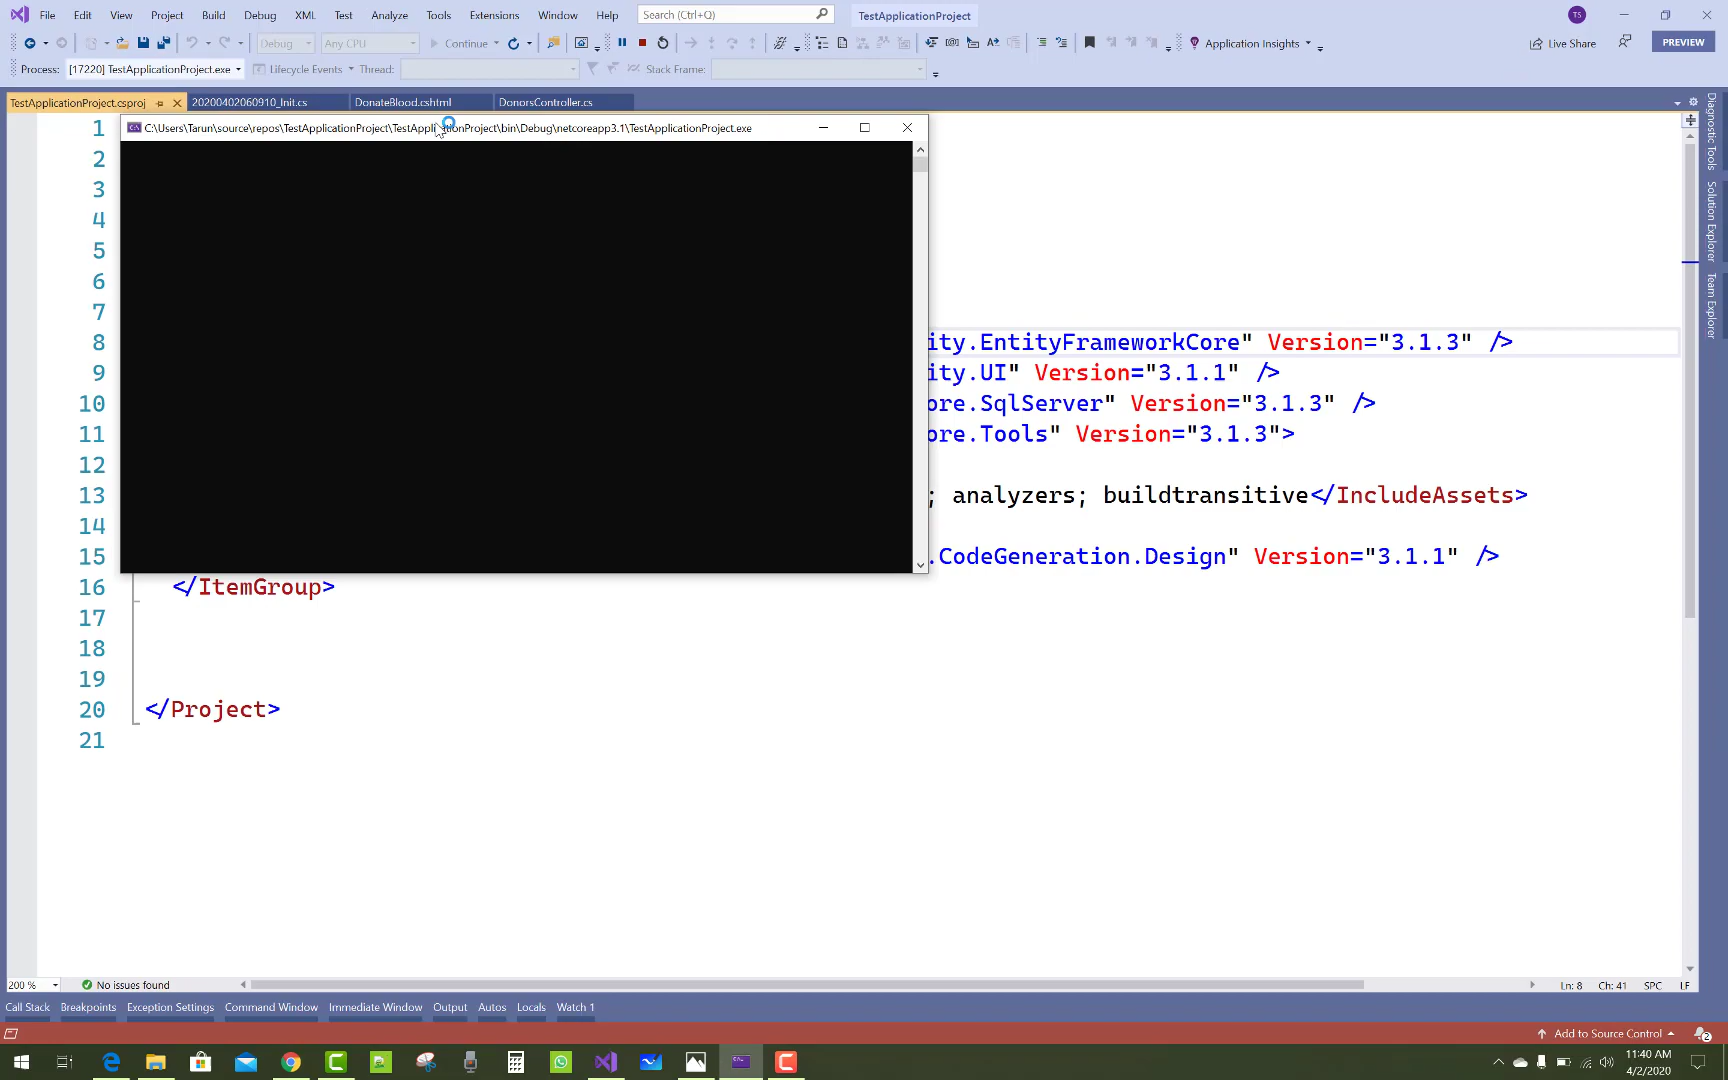 File Edit View Project Build Debug XML Test Analyze Tools Extensions Window Help Search (Ctrl+Q) TestApplicationProject TS
Debug Any CPU Continue Application Insights Live Share PREVIEW
Process: [17220] TestApplicationProject.exe Lifecycle Events Thread: Stack Frame:
TestApplicationProject.csproj 20200402060910_Init.cs DonateBlood.cshtml DonorsController.cs
C:\Users\Tarun\source\repos\TestApplicationProject\TestApplicationProject\bin\Debug\netcoreapp3.1\TestApplicationProject.exe
1
2
3
4
5
6
7
8 ity.EntityFrameworkCore" Version="3.1.3" />
9 ity.UI" Version="3.1.1" />
10 ore.SqlServer" Version="3.1.3" />
11 ore.Tools" Version="3.1.3">
12
13 ; analyzers; buildtransitive</IncludeAssets>
14
15 .CodeGeneration.Design" Version="3.1.1" />
16 </ItemGroup>
17
18
19
20 </Project>
21
Diagnostic Tools
Solution Explorer
Team Explorer
200 % No issues found Ln: 8 Ch: 41 SPC LF
Call Stack Breakpoints Exception Settings Command Window Immediate Window Output Autos Locals Watch 1
Add to Source Control 2
11:40 AM
4/2/2020